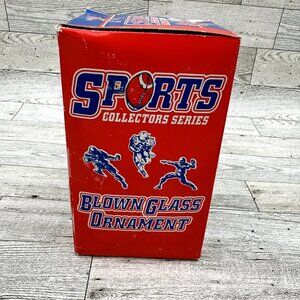 SPORTS
COLLECTORS SERIES
BLOWN GLASS
ORNAMENT